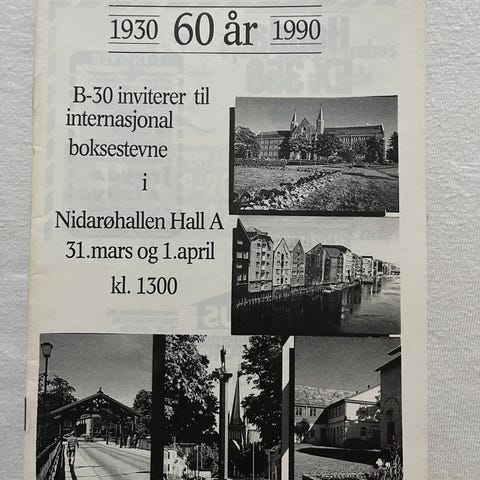 1930 60 år 1990
B-30 inviterer til
internasjonal
boksestevne
i
Nidarøhallen Hall A
31.mars og 1.april
kl. 1300